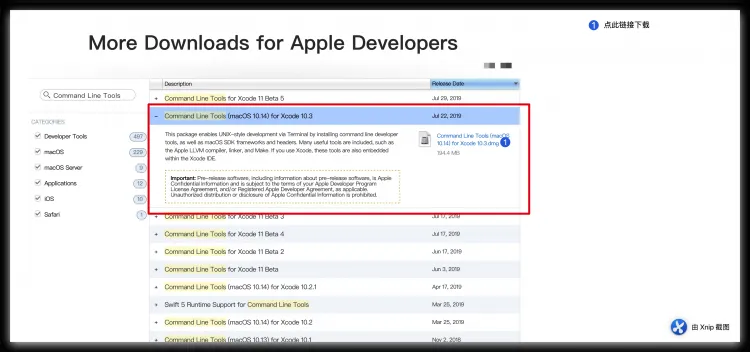 1 点此链接下载
More Downloads for Apple Developers
Command Line Tools
Description
Release Date
CATEGORIES
Developer Tools 497
macOS 229
macOS Server 9
Applications 12
iOS 10
Safari 1
+ Command Line Tools for Xcode 11 Beta 5 Jul 29, 2019
− Command Line Tools (macOS 10.14) for Xcode 10.3 Jul 22, 2019
This package enables UNIX-style development via Terminal by installing command line developer
tools, as well as macOS SDK frameworks and headers. Many useful tools are included, such as
the Apple LLVM compiler, linker, and Make. If you use Xcode, these tools are also embedded
within the Xcode IDE.
Important: Pre-release software, including information about pre-release software, is Apple
Confidential Information and is subject to the terms of your Apple Developer Program
License Agreement, and/or Registered Apple Developer Agreement, as applicable.
Unauthorized distribution or disclosure of Apple Confidential Information is prohibited.
Command Line Tools (macOS
10.14) for Xcode 10.3.dmg 1
194.4 MB
+ Command Line Tools for Xcode 11 Beta 3 Jul 17, 2019
+ Command Line Tools for Xcode 11 Beta 4 Jul 17, 2019
+ Command Line Tools for Xcode 11 Beta 2 Jun 17, 2019
+ Command Line Tools for Xcode 11 Beta Jun 3, 2019
+ Command Line Tools (macOS 10.14) for Xcode 10.2.1 Apr 17, 2019
+ Swift 5 Runtime Support for Command Line Tools Mar 25, 2019
+ Command Line Tools (macOS 10.14) for Xcode 10.2 Mar 25, 2019
+ Command Line Tools (macOS 10.13) for Xcode 10.1 Nov 2, 2018
由 Xnip 截图